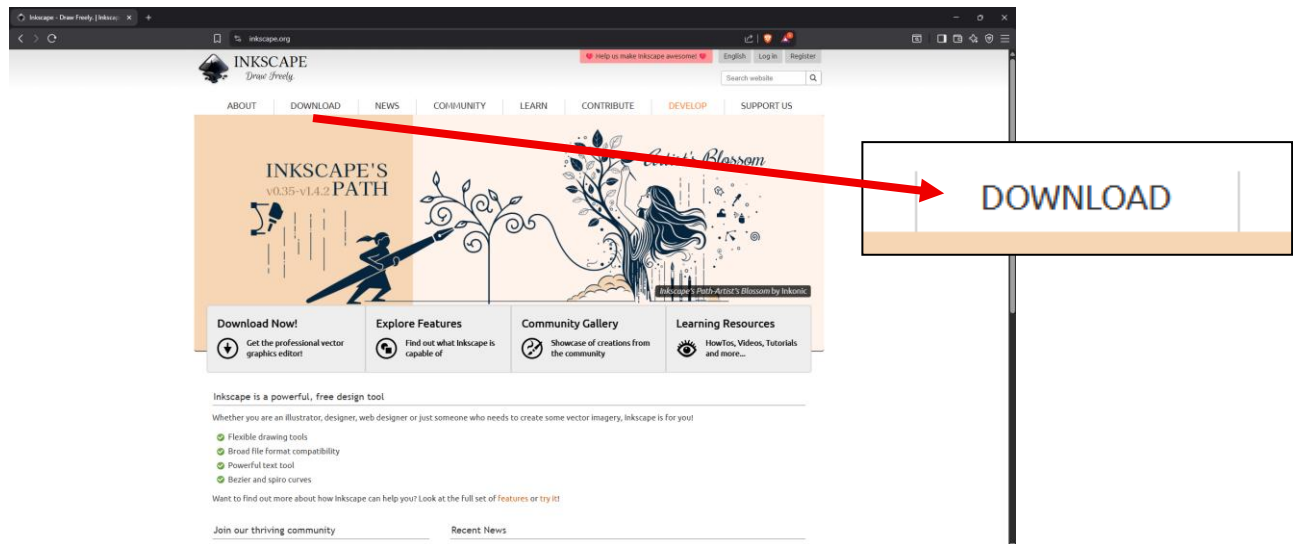 Inkscape - Draw Freely. | Inkscap
inkscape.org
INKSCAPE
Draw Freely.
Help us make Inkscape awesome!
English Log in Register
Search website
ABOUT DOWNLOAD NEWS COMMUNITY LEARN CONTRIBUTE DEVELOP SUPPORT US
INKSCAPE'S
v0.35-v1.4.2 PATH
Artist's Blossom
DOWNLOAD
Inkscape's Path-Artist's Blossom by Inkonic
Download Now!
Get the professional vector
graphics editor!
Explore Features
Find out what Inkscape is
capable of
Community Gallery
Showcase of creations from
the community
Learning Resources
HowTos, Videos, Tutorials
and more...
Inkscape is a powerful, free design tool
Whether you are an illustrator, designer, web designer or just someone who needs to create some vector imagery, Inkscape is for you!
Flexible drawing tools
Broad file format compatibility
Powerful text tool
Bezier and spiro curves
Want to find out more about how Inkscape can help you? Look at the full set of features or try it!
Join our thriving community
Recent News